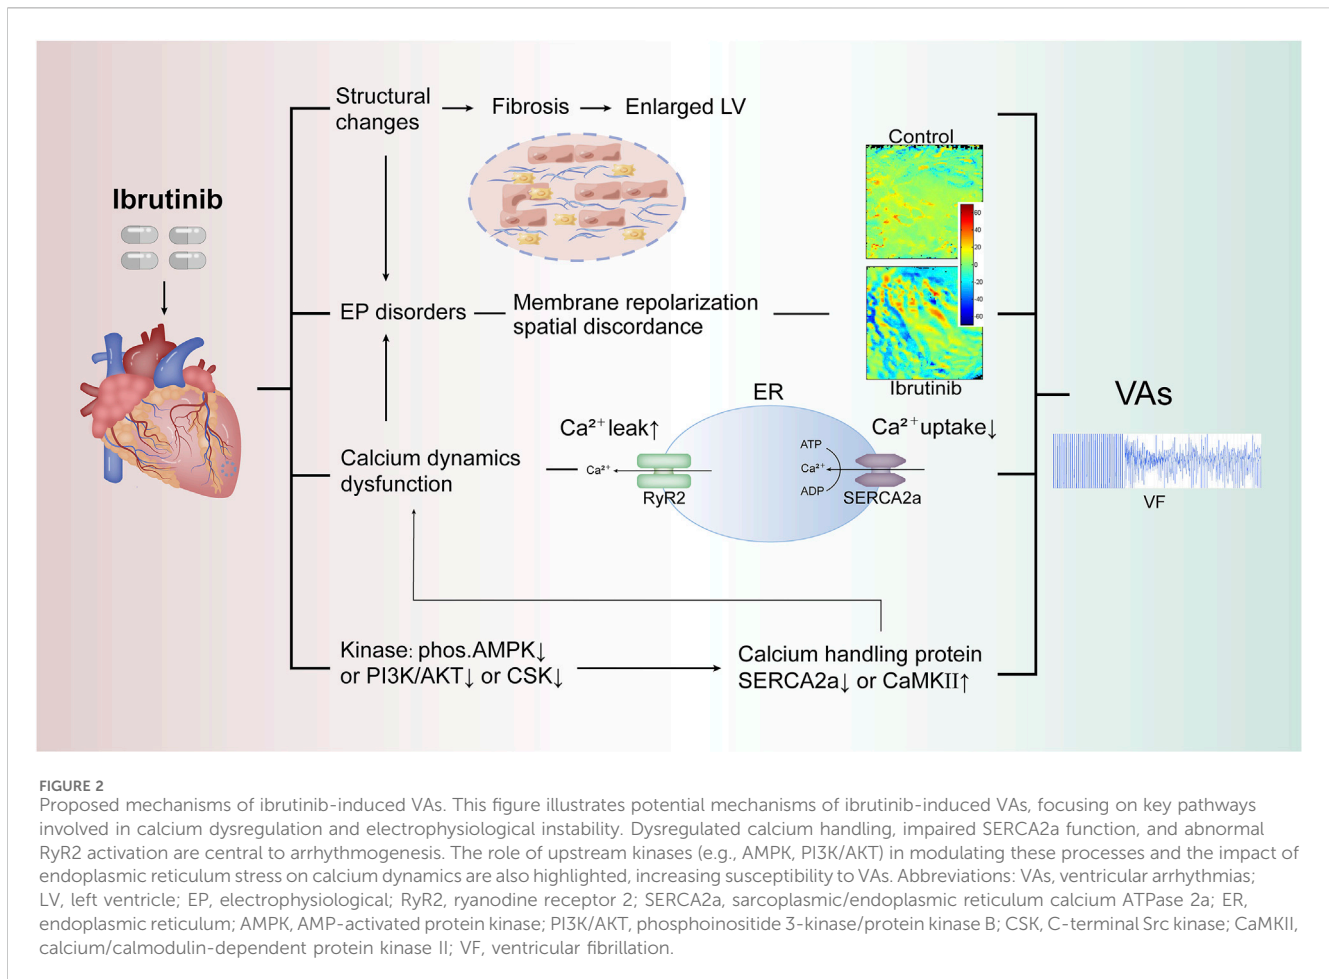 Structural
changes
Fibrosis
Enlarged LV
Control
Ibrutinib
60
40
20
0
-20
-40
-60
EP disorders
Membrane repolarization
spatial discordance
Ibrutinib
ER
VAs
Ca²⁺leak↑
Ca²⁺uptake↓
Calcium dynamics
dysfunction
Ca²⁺
RyR2
ATP
Ca²⁺
ADP
SERCA2a
VF
Kinase: phos.AMPK↓
or PI3K/AKT↓ or CSK↓
Calcium handling protein
SERCA2a↓ or CaMKII↑
FIGURE 2
Proposed mechanisms of ibrutinib-induced VAs. This figure illustrates potential mechanisms of ibrutinib-induced VAs, focusing on key pathways
involved in calcium dysregulation and electrophysiological instability. Dysregulated calcium handling, impaired SERCA2a function, and abnormal
RyR2 activation are central to arrhythmogenesis. The role of upstream kinases (e.g., AMPK, PI3K/AKT) in modulating these processes and the impact of
endoplasmic reticulum stress on calcium dynamics are also highlighted, increasing susceptibility to VAs. Abbreviations: VAs, ventricular arrhythmias;
LV, left ventricle; EP, electrophysiological; RyR2, ryanodine receptor 2; SERCA2a, sarcoplasmic/endoplasmic reticulum calcium ATPase 2a; ER,
endoplasmic reticulum; AMPK, AMP-activated protein kinase; PI3K/AKT, phosphoinositide 3-kinase/protein kinase B; CSK, C-terminal Src kinase; CaMKII,
calcium/calmodulin-dependent protein kinase II; VF, ventricular fibrillation.